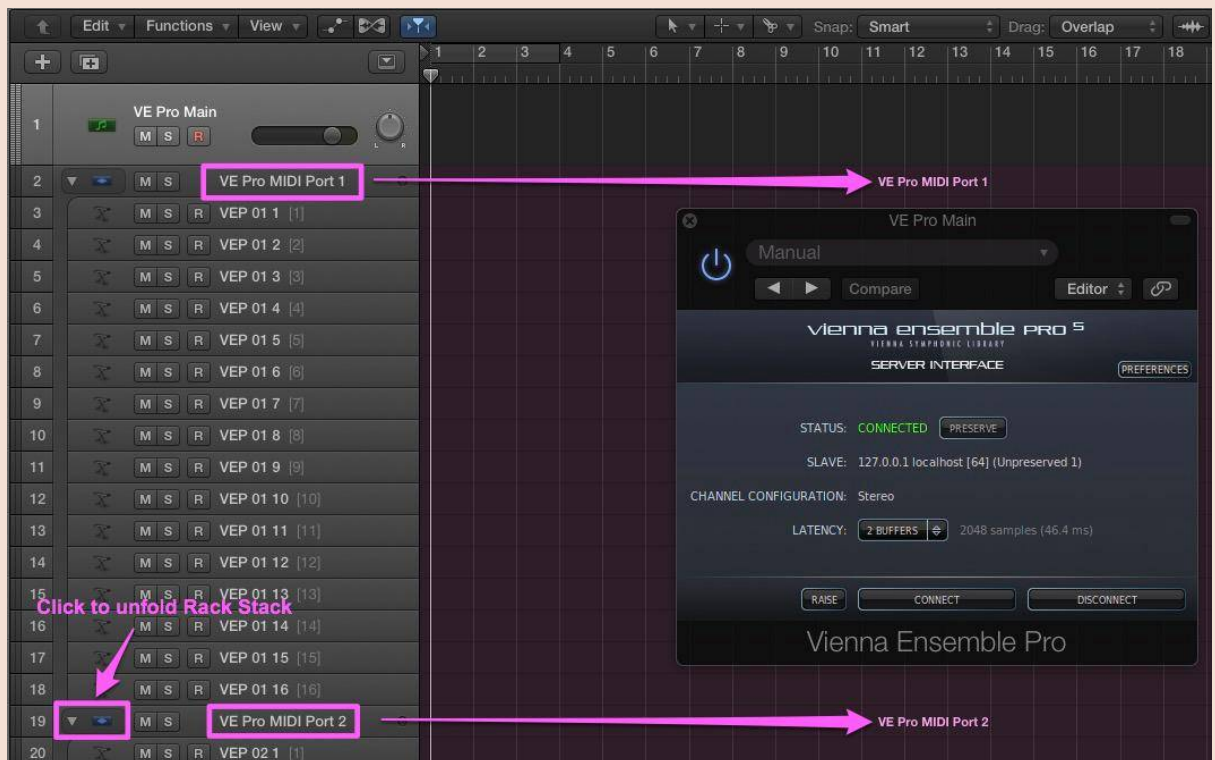 Edit Functions View Snap: Smart Drag: Overlap
1 2 3 4 5 6 7 8 9 10 11 12 13 14 15 16 17 18
VE Pro Main
1 M S R
L R
2 M S VE Pro MIDI Port 1 VE Pro MIDI Port 1
3 M S R VEP 01 1 [1]
4 M S R VEP 01 2 [2]
5 M S R VEP 01 3 [3]
6 M S R VEP 01 4 [4]
7 M S R VEP 01 5 [5]
8 M S R VEP 01 6 [6]
9 M S R VEP 01 7 [7]
10 M S R VEP 01 8 [8]
11 M S R VEP 01 9 [9]
12 M S R VEP 01 10 [10]
13 M S R VEP 01 11 [11]
14 M S R VEP 01 12 [12]
15 M S R VEP 01 13 [13]
Click to unfold Rack Stack
16 M S R VEP 01 14 [14]
17 M S R VEP 01 15 [15]
18 M S R VEP 01 16 [16]
19 M S VE Pro MIDI Port 2 VE Pro MIDI Port 2
20 M S R VEP 02 1 [1]
VE Pro Main
Manual
Compare Editor
vienna ensemble PRO 5
VIENNA SYMPHONIC LIBRARY
SERVER INTERFACE
PREFERENCES
STATUS: CONNECTED PRESERVE
SLAVE: 127.0.0.1 localhost [64] (Unpreserved 1)
CHANNEL CONFIGURATION: Stereo
LATENCY: 2 BUFFERS 2048 samples (46.4 ms)
RAISE CONNECT DISCONNECT
Vienna Ensemble Pro